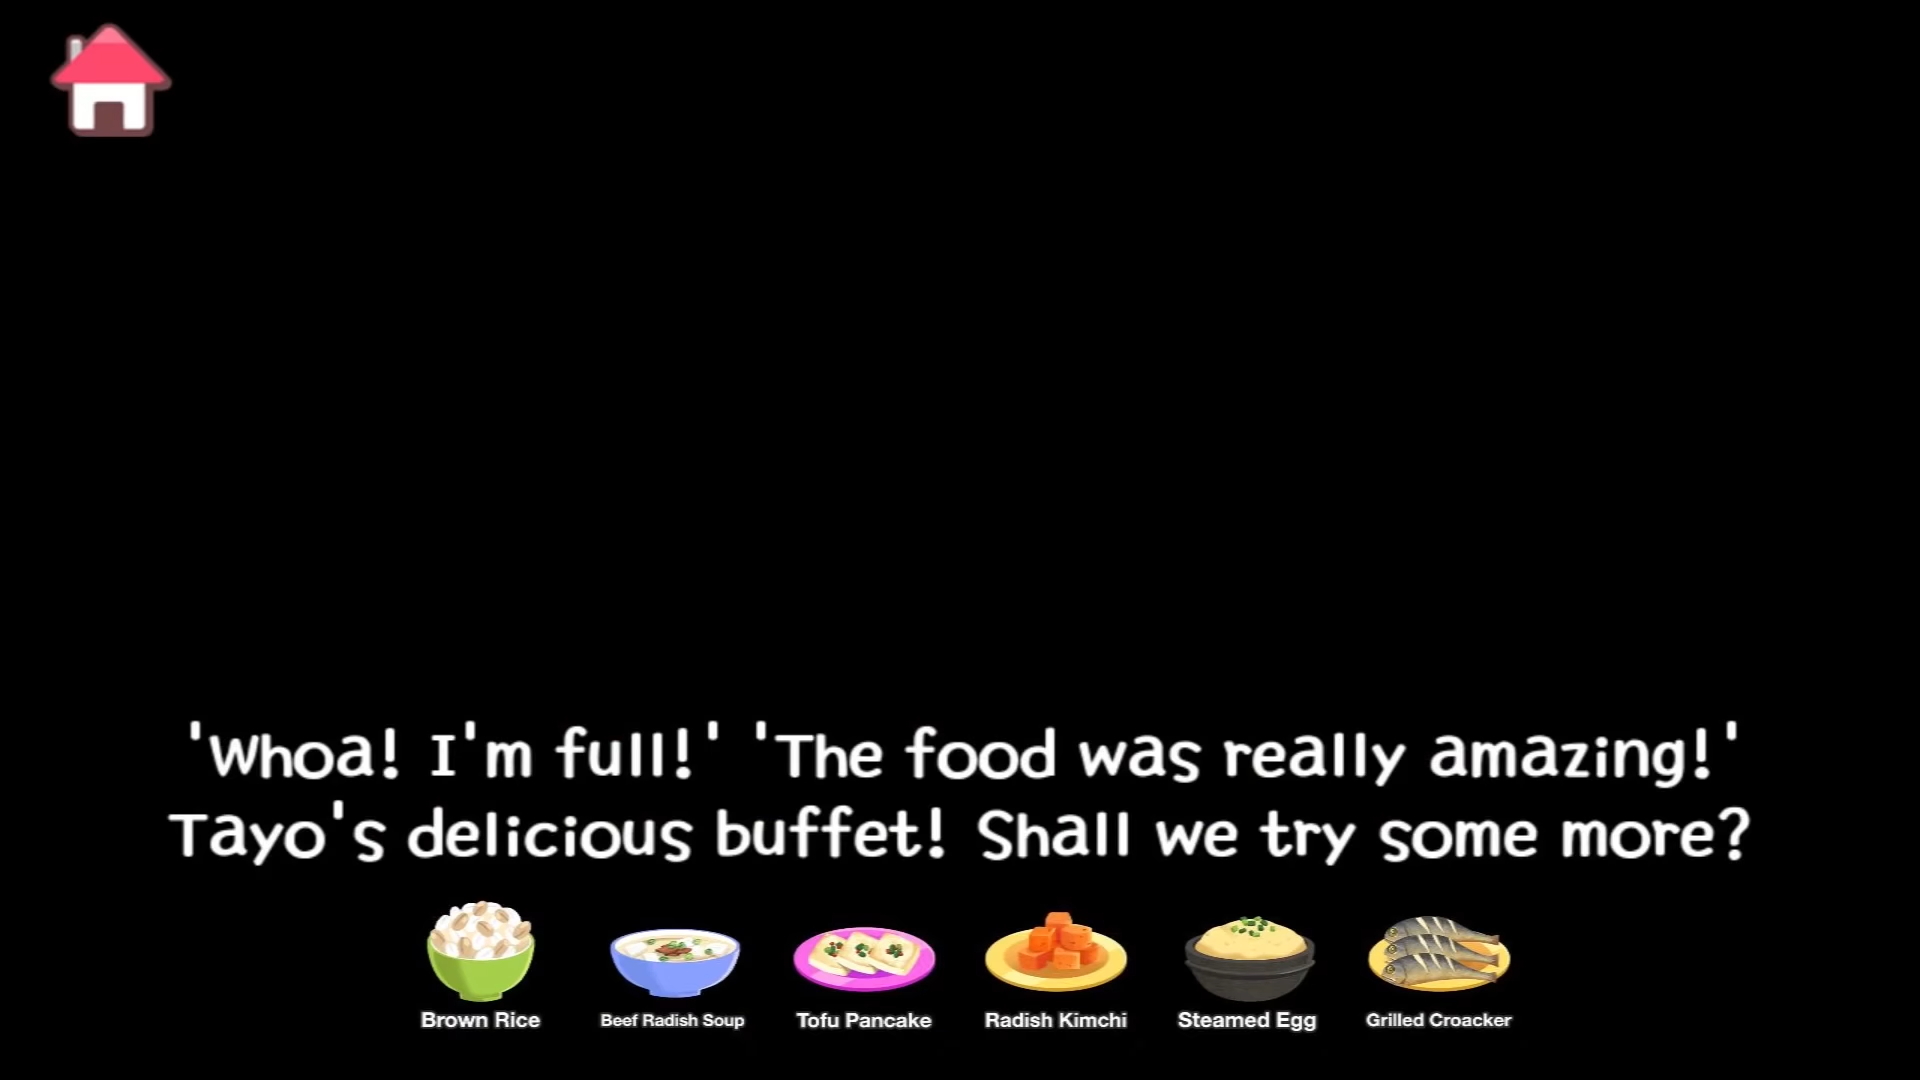 'Whoa! I'm full!' 'The food was really amazing!'
Tayo's delicious buffet! Shall we try some more?
Brown Rice
Beef Radish Soup
Tofu Pancake
Radish Kimchi
Steamed Egg
Grilled Croacker